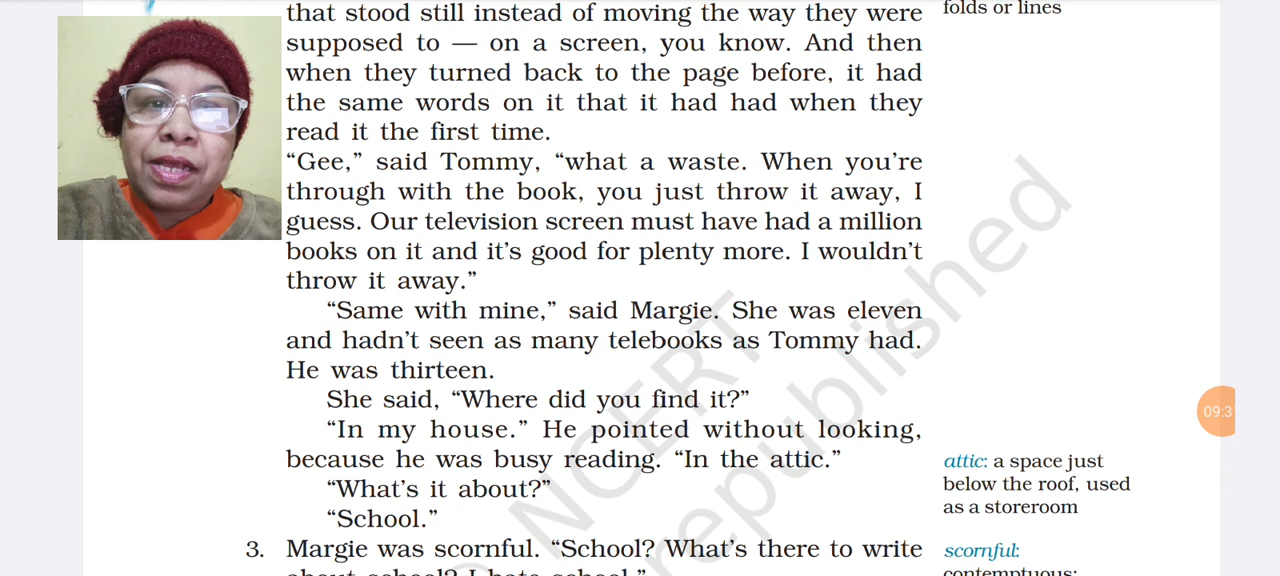 that stood still instead of moving the way they were
supposed to — on a screen, you know. And then
when they turned back to the page before, it had
the same words on it that it had had when they
read it the first time.
“Gee,” said Tommy, “what a waste. When you’re
through with the book, you just throw it away, I
guess. Our television screen must have had a million
books on it and it’s good for plenty more. I wouldn’t
throw it away.”
“Same with mine,” said Margie. She was eleven
and hadn’t seen as many telebooks as Tommy had.
He was thirteen.
She said, “Where did you find it?”
“In my house.” He pointed without looking,
because he was busy reading. “In the attic.”
“What’s it about?”
“School.”
3. Margie was scornful. “School? What’s there to write
about school? I hate school.”
folds or lines
attic: a space just
below the roof, used
as a storeroom
scornful:
contemptuous;
© NCERT
republished
09:3